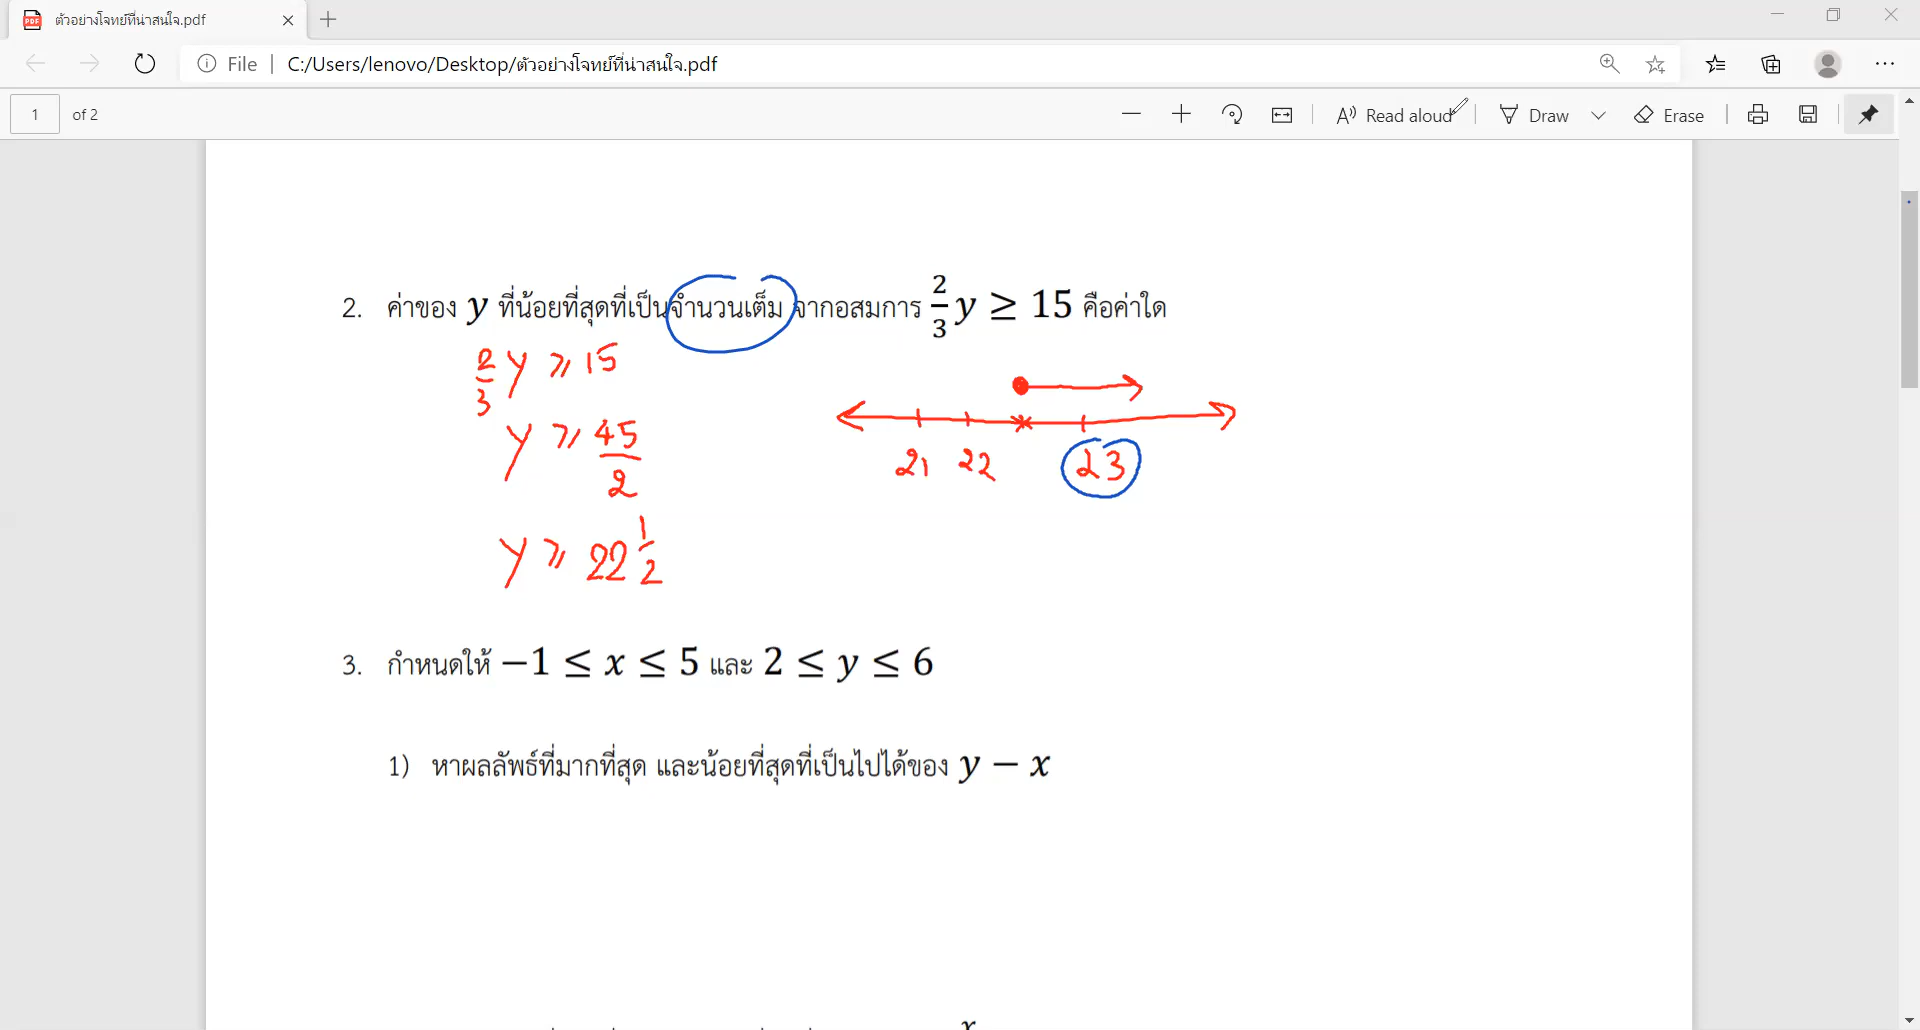 ตัวอย่างโจทย์ที่น่าสนใจ.pdf
File | C:/Users/lenovo/Desktop/ตัวอย่างโจทย์ที่น่าสนใจ.pdf
1 of 2 Read aloud Draw Erase
2. ค่าของ y ที่น้อยที่สุดที่เป็นจำนวนเต็ม จากอสมการ 2/3 y ≥ 15 คือค่าใด
2/3 y ≥ 15
y ≥ 45/2
21 22 23
y ≥ 22 1/2
3. กำหนดให้ −1 ≤ x ≤ 5 และ 2 ≤ y ≤ 6
1) หาผลลัพธ์ที่มากที่สุด และน้อยที่สุดที่เป็นไปได้ของ y − x